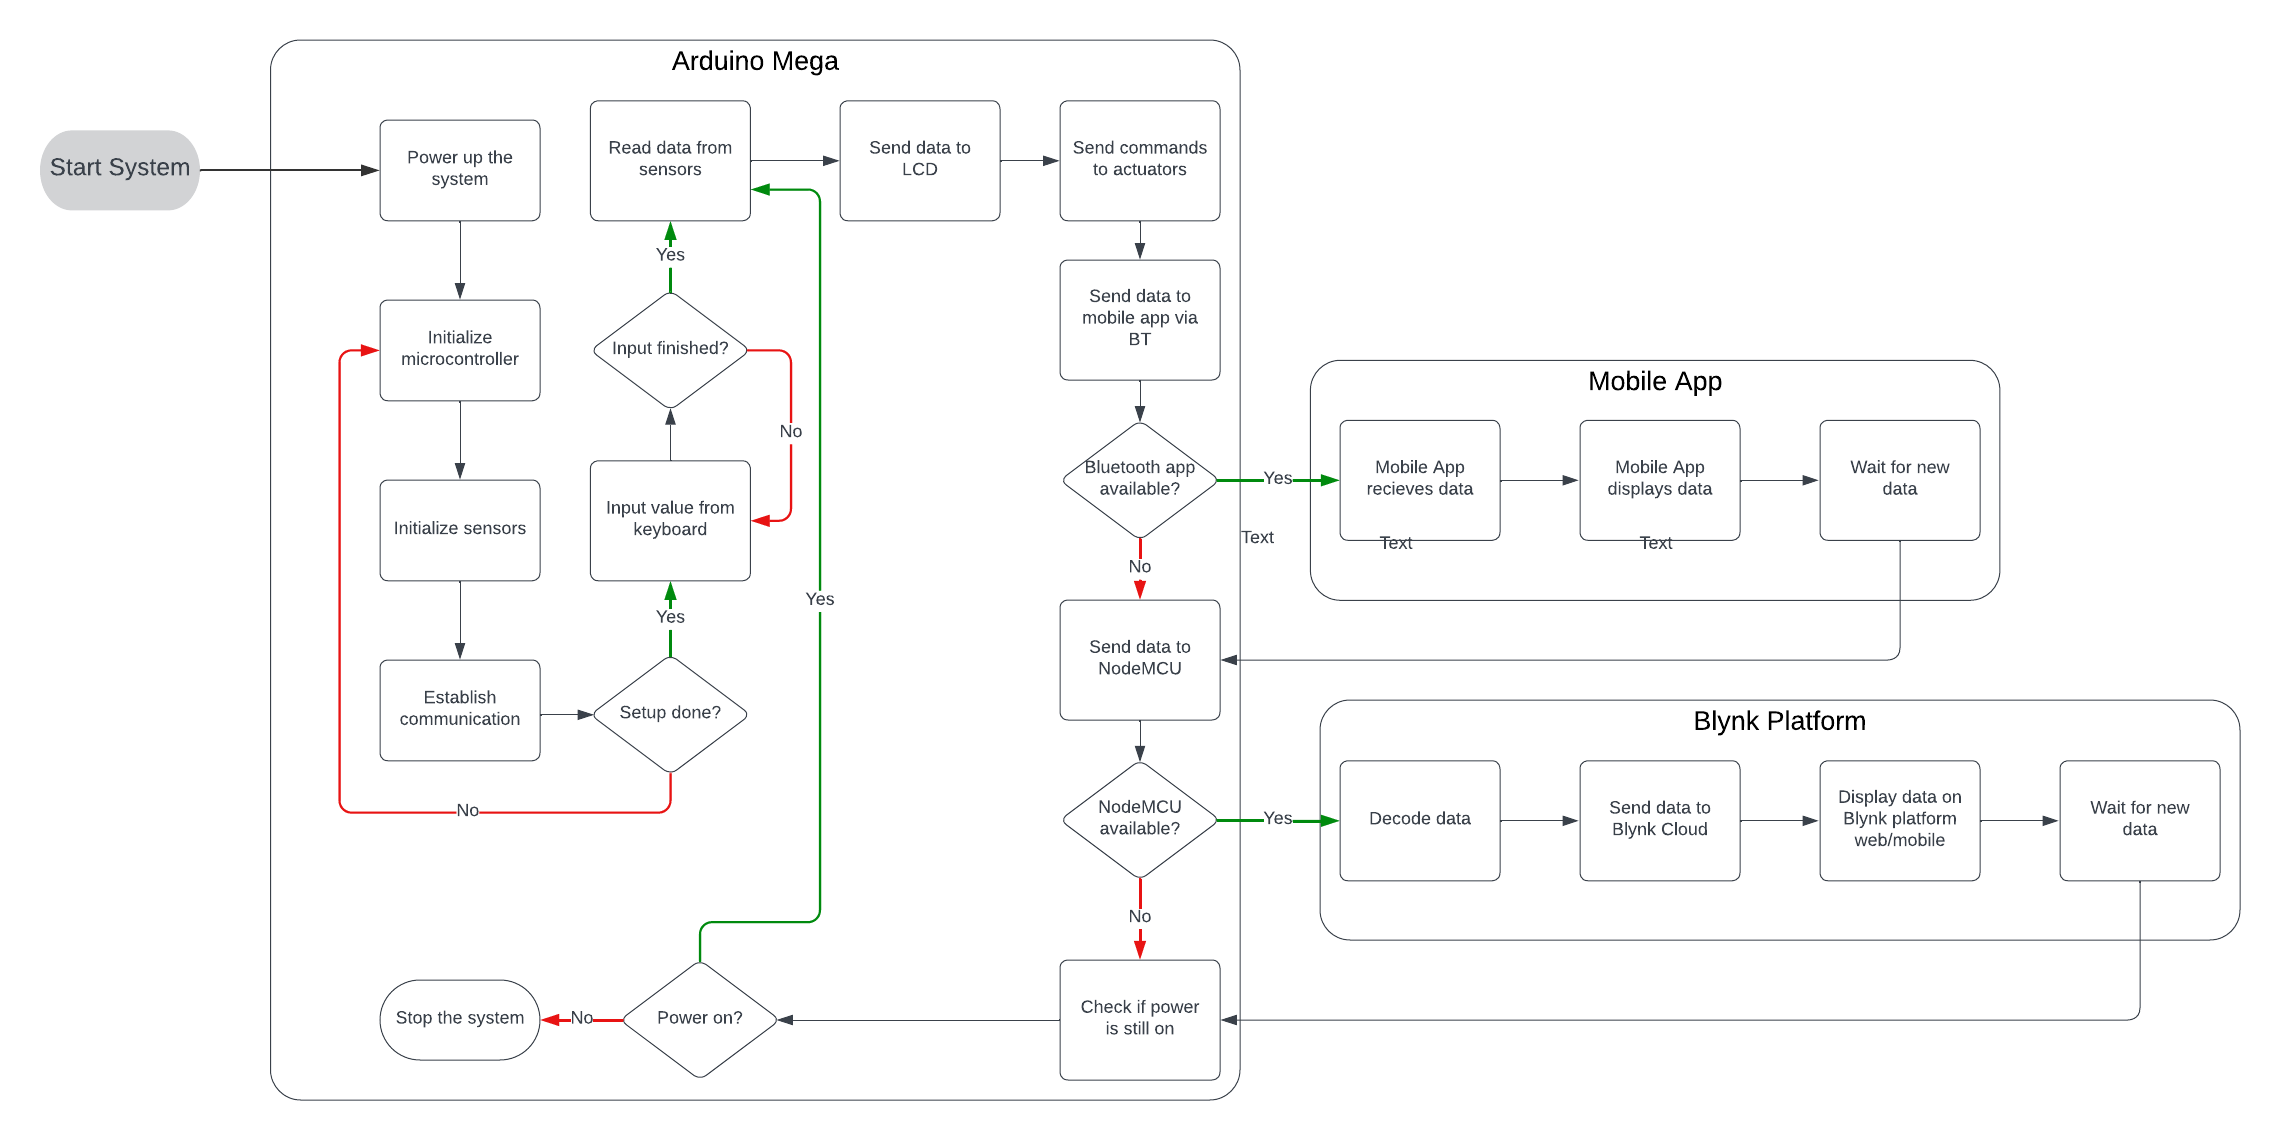 Arduino Mega
Start System
Power up the
system
Read data from
sensors
Send data to
LCD
Send commands
to actuators
Yes
Initialize
microcontroller
Input finished?
Send data to
mobile app via
BT
No
Mobile App
Initialize sensors
Input value from
keyboard
Bluetooth app
available?
Yes
Mobile App
recieves data
Mobile App
displays data
Wait for new
data
Text
Text
Text
No
Yes
Yes
Establish
communication
Setup done?
Send data to
NodeMCU
No
Blynk Platform
NodeMCU
available?
Yes
Decode data
Send data to
Blynk Cloud
Display data on
Blynk platform
web/mobile
Wait for new
data
No
Stop the system
No
Power on?
Check if power
is still on